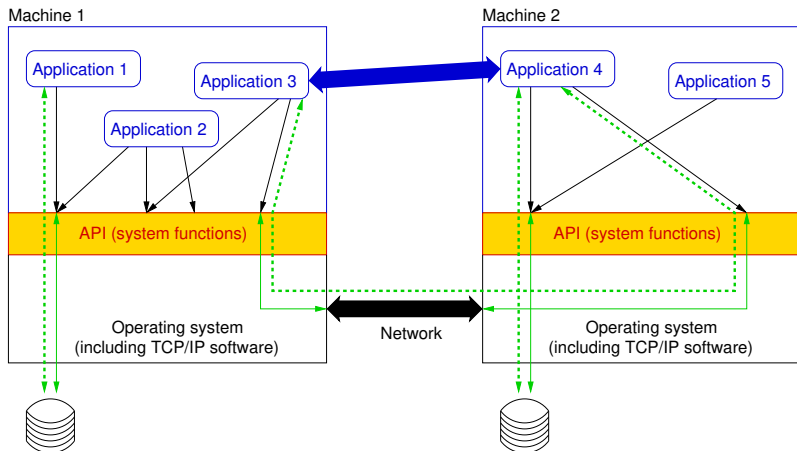 Machine 1
Machine 2
Application 1
Application 3
Application 4
Application 5
Application 2
API (system functions)
API (system functions)
Operating system
(including TCP/IP software)
Network
Operating system
(including TCP/IP software)